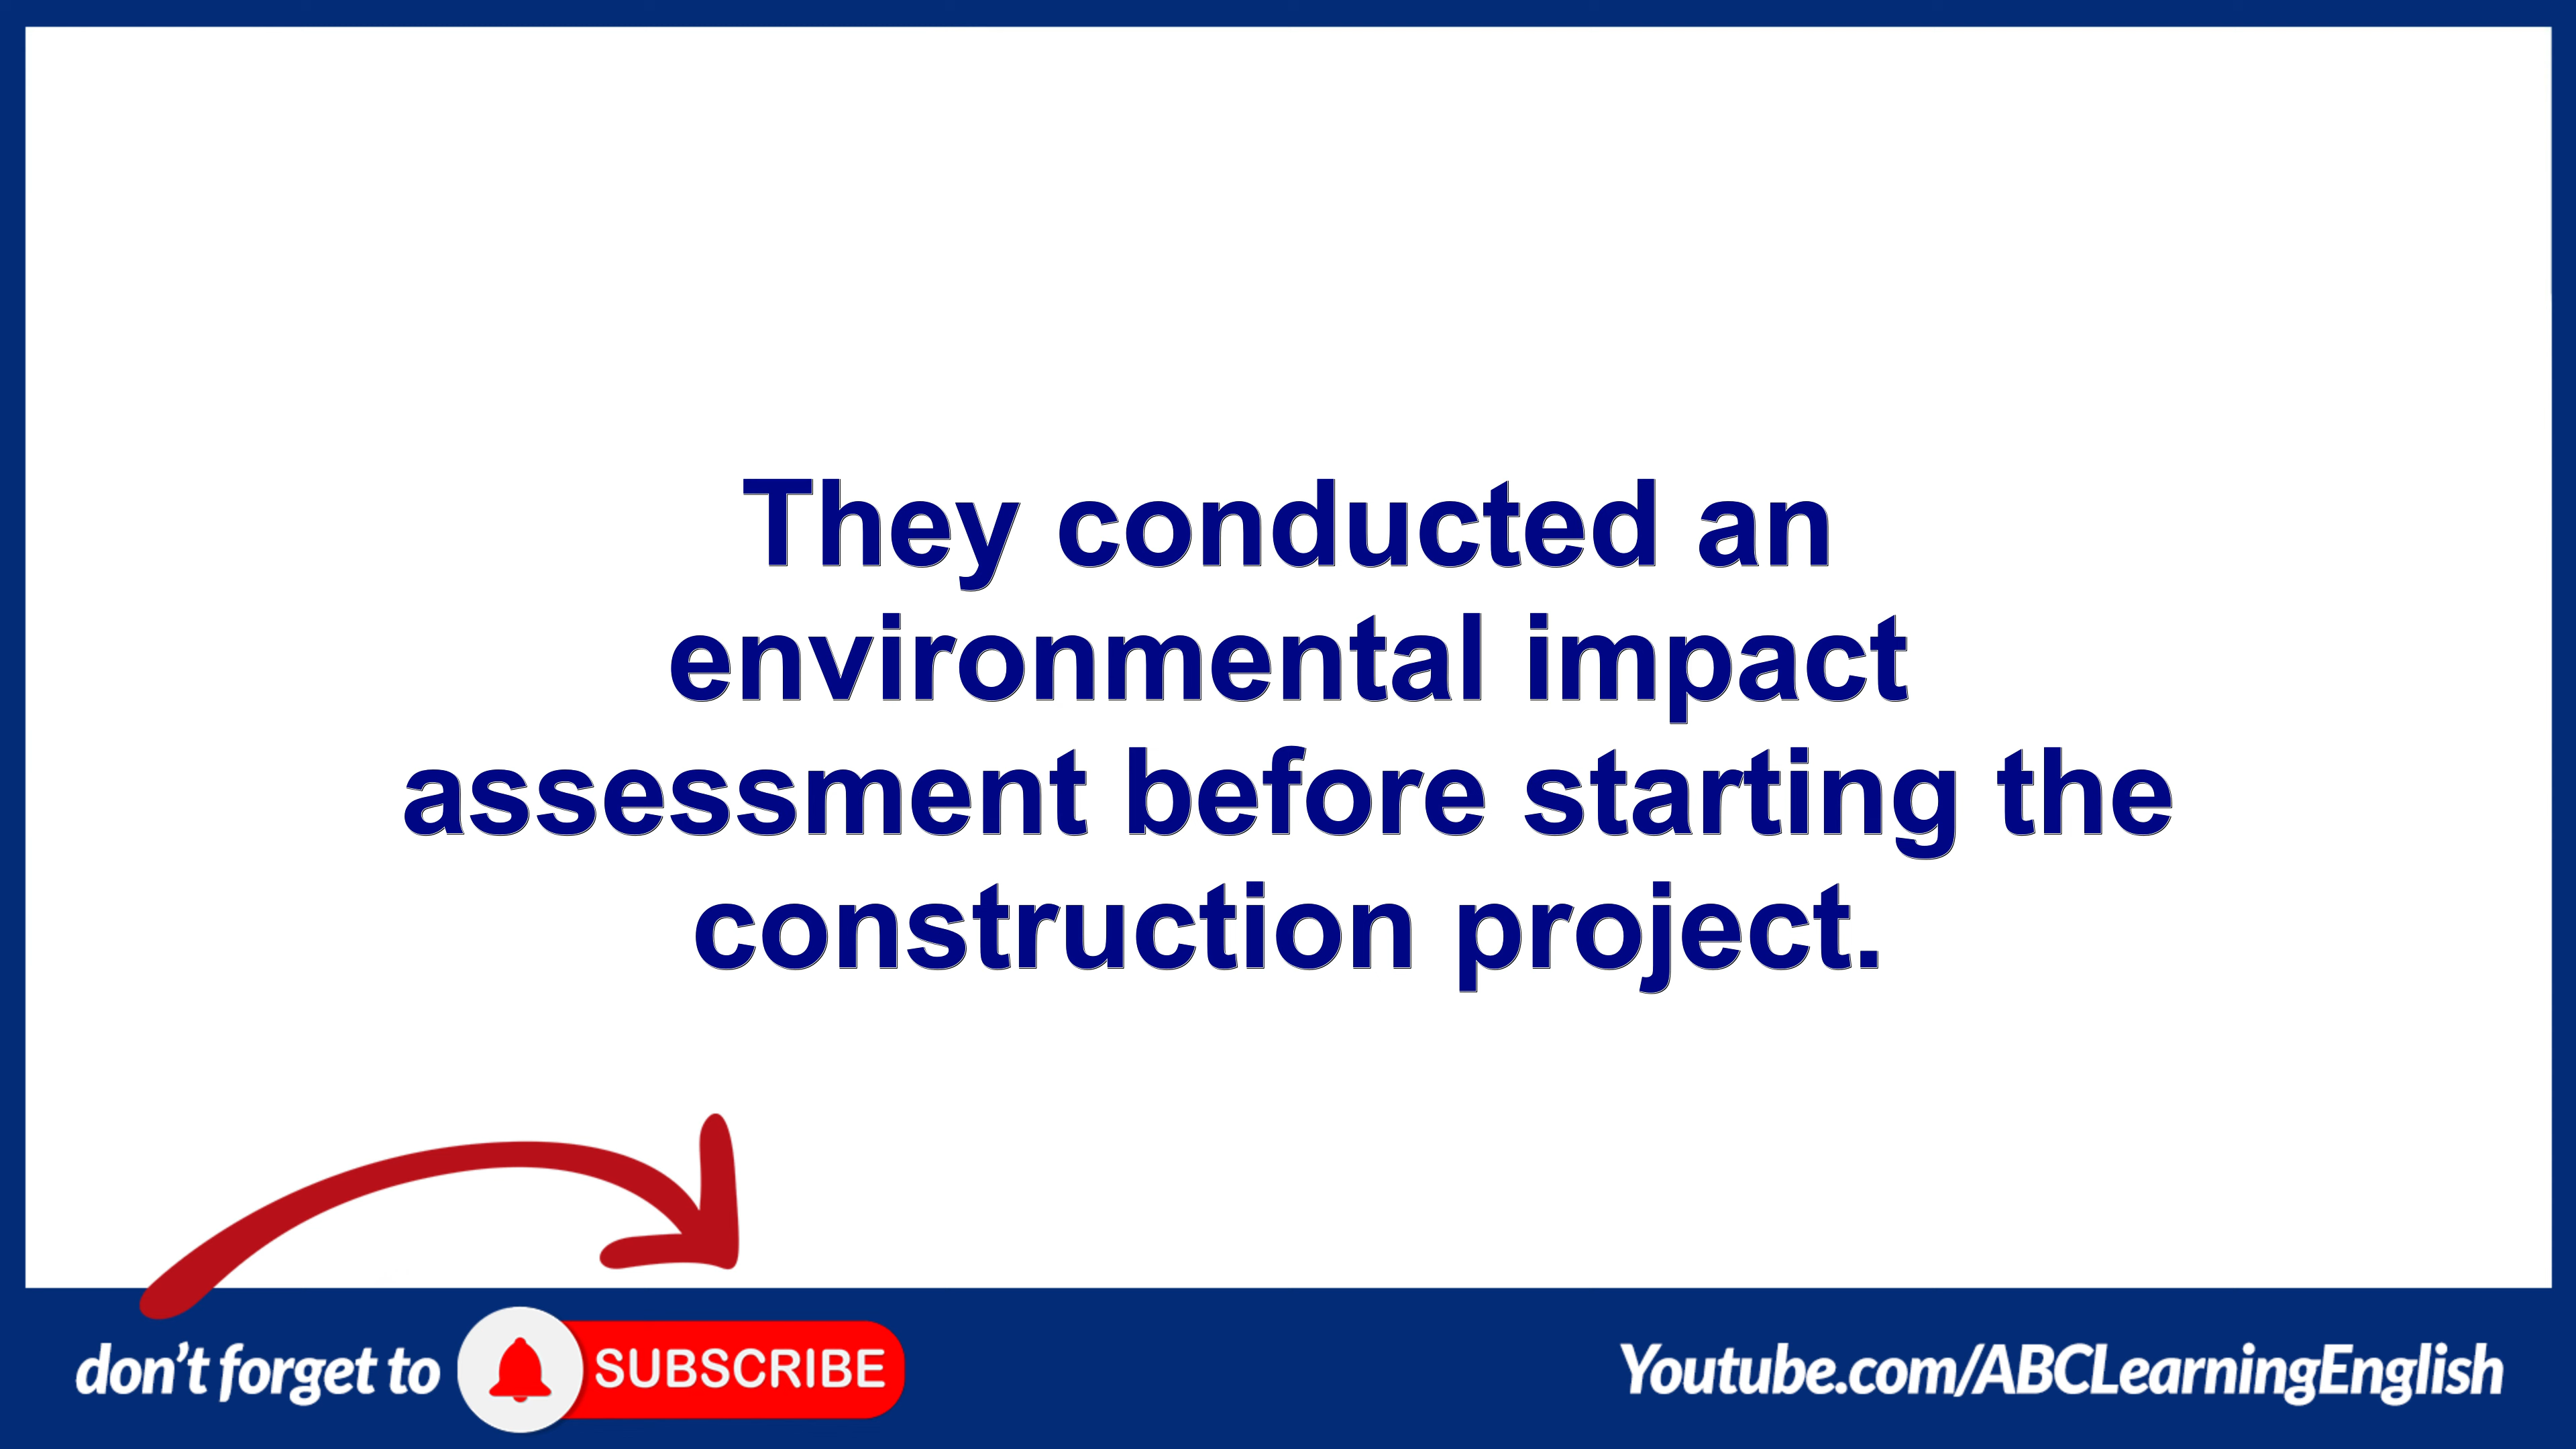 They conducted an
environmental impact
assessment before starting the
construction project.
don't forget to SUBSCRIBE
Youtube.com/ABCLearningEnglish